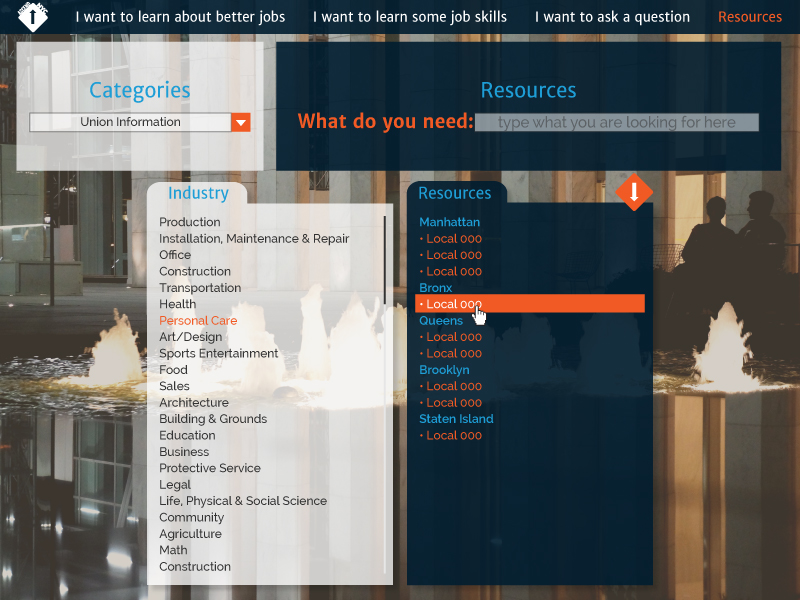 I want to learn about better jobs
I want to learn some job skills
I want to ask a question
Resources
Categories
Union Information
Resources
What do you need:
type what you are looking for here
Industry
Production
Installation, Maintenance & Repair
Office
Construction
Transportation
Health
Personal Care
Art/Design
Sports Entertainment
Food
Sales
Architecture
Building & Grounds
Education
Business
Protective Service
Legal
Life, Physical & Social Science
Community
Agriculture
Math
Construction
Resources
Manhattan
• Local 000
• Local 000
• Local 000
Bronx
• Local 000
Queens
• Local 000
• Local 000
Brooklyn
• Local 000
• Local 000
Staten Island
• Local 000